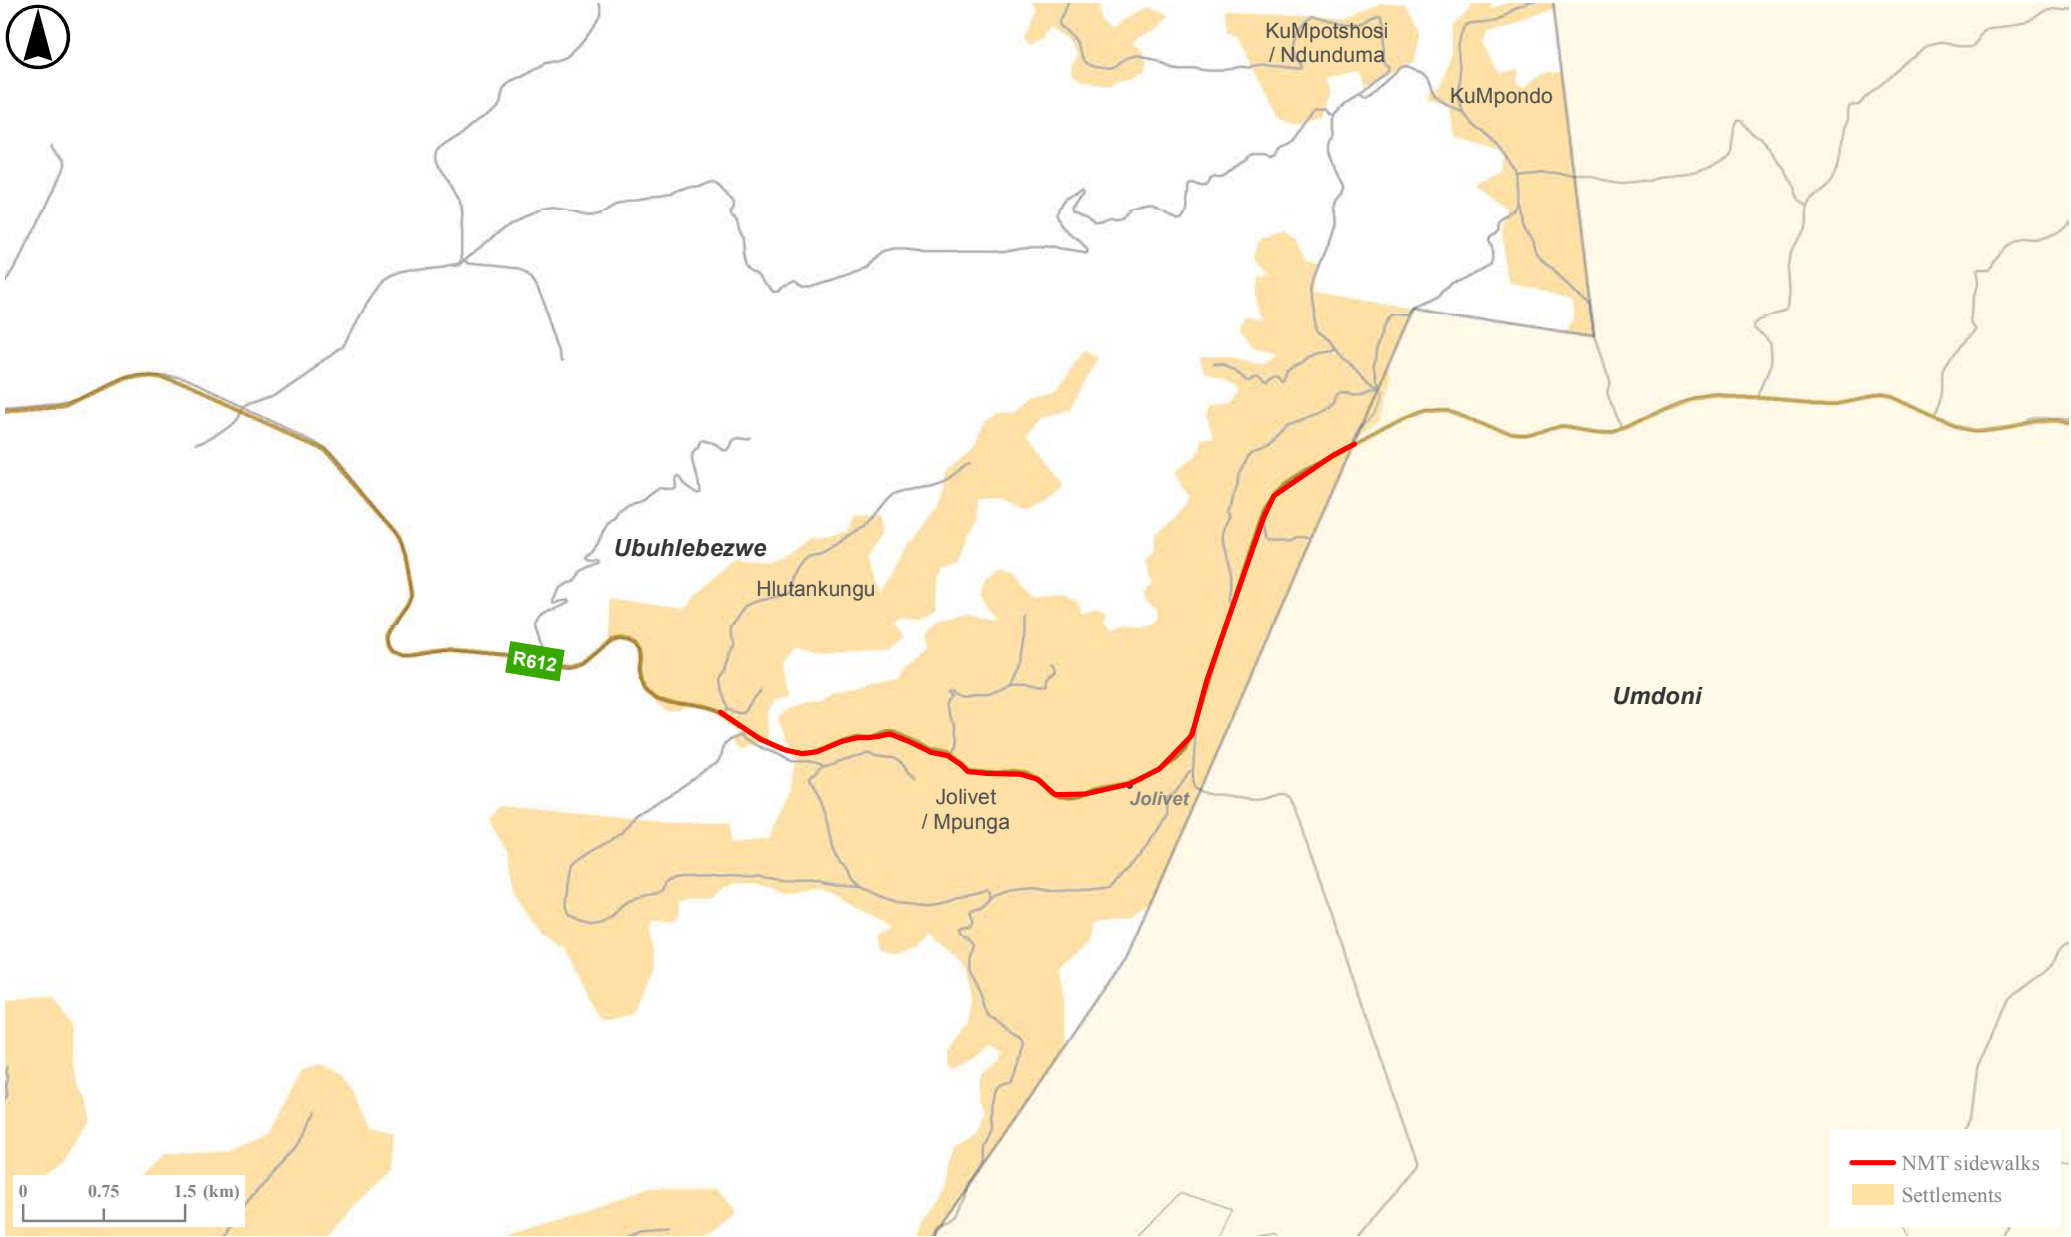 KuMpotshosi
/ Ndunduma
KuMpondo
Ubuhlebezwe
Hlutankungu
R612
Umdoni
Jolivet
/ Mpunga
Jolivet
NMT sidewalks
Settlements
0 0.75 1.5 (km)